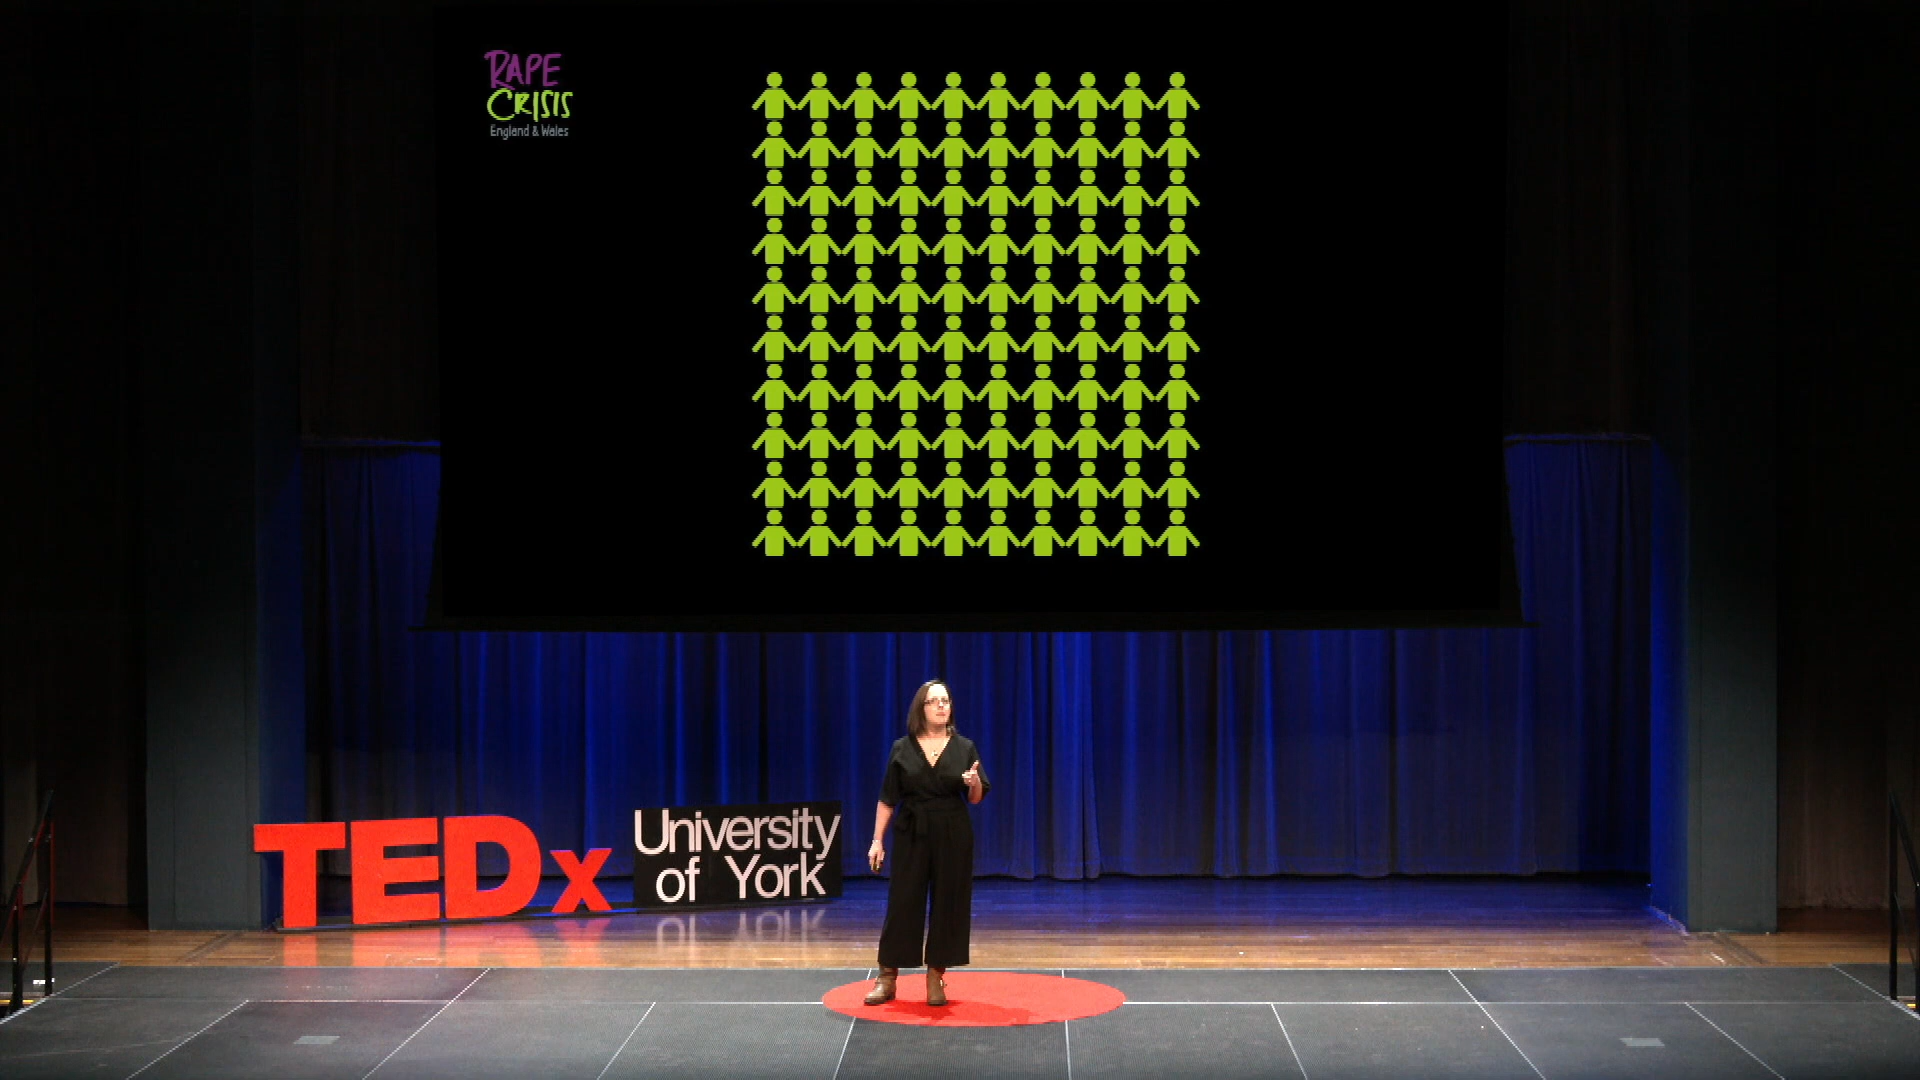 RAPE
CRISIS
England & Wales
TEDx
University
of York